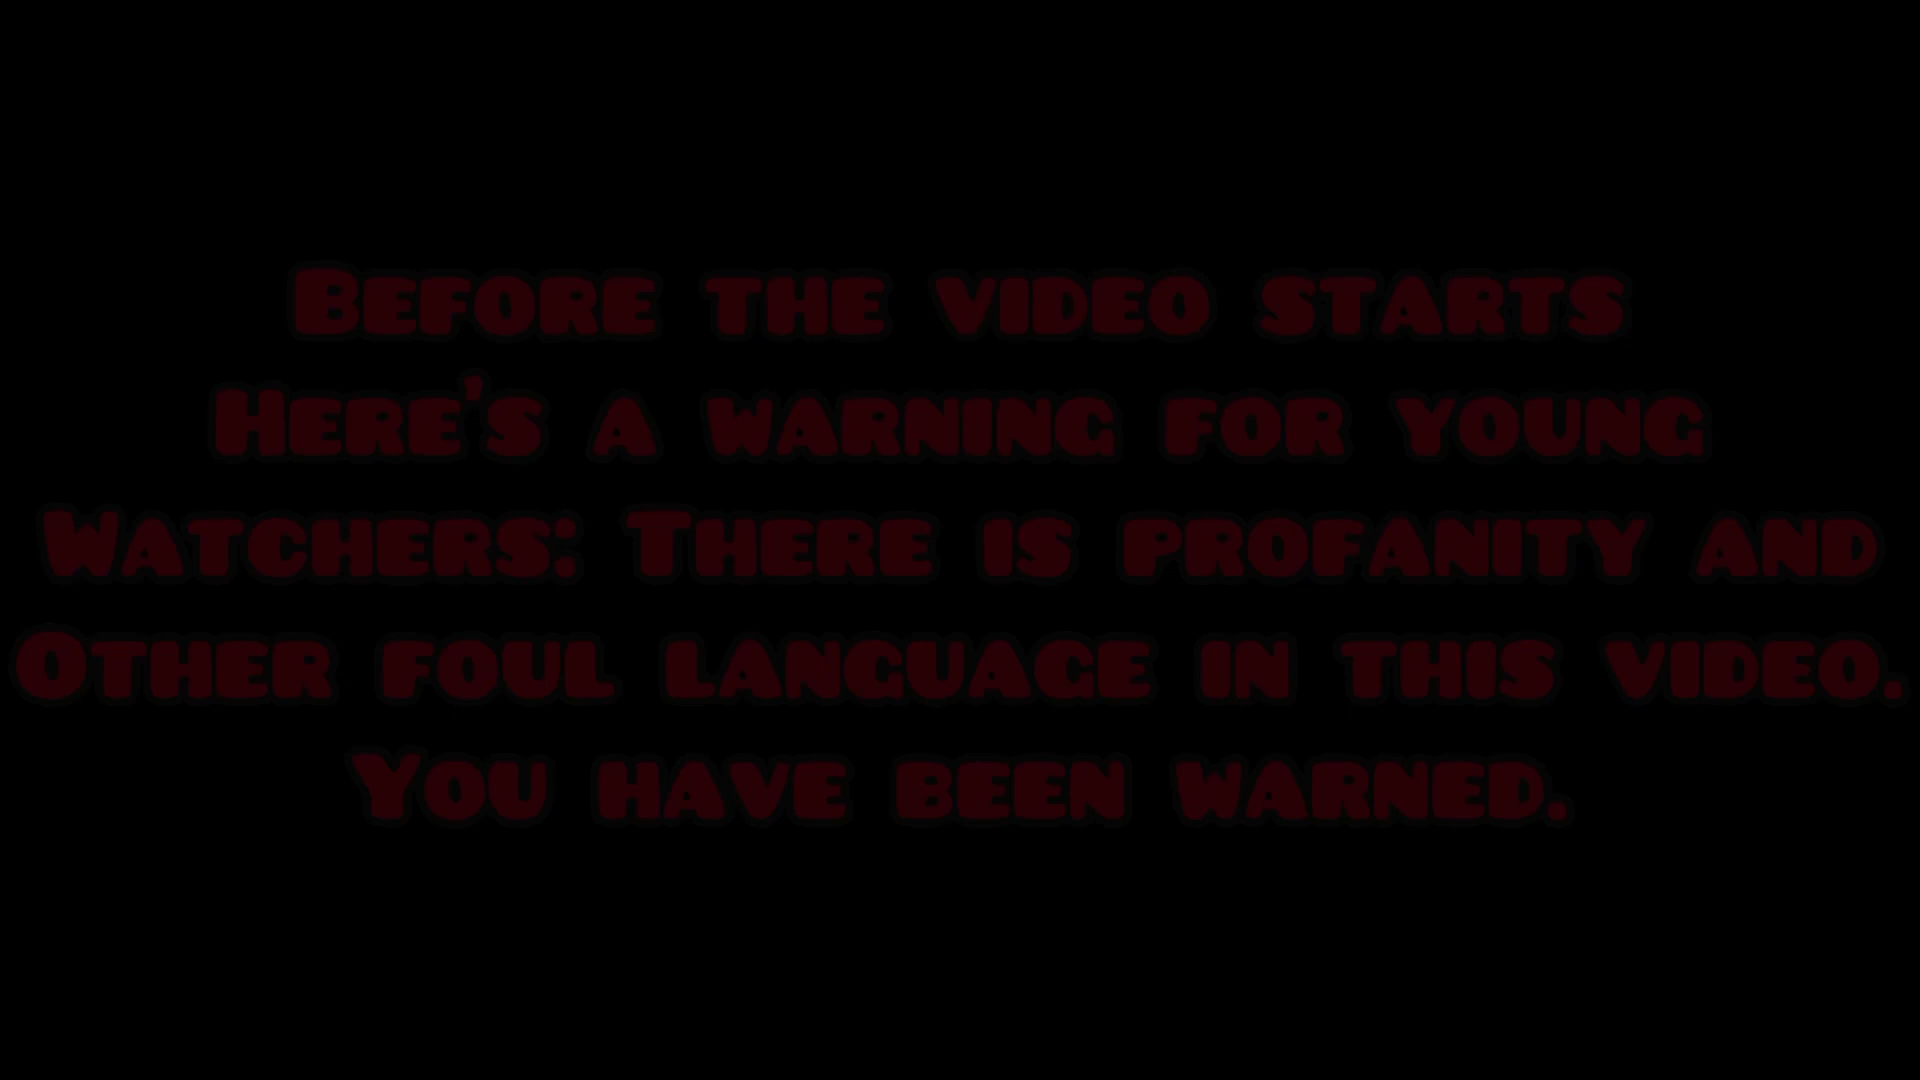 Before the video starts
Here's a warning for young
Watchers: There is profanity and
Other foul language in this video.
You have been warned.